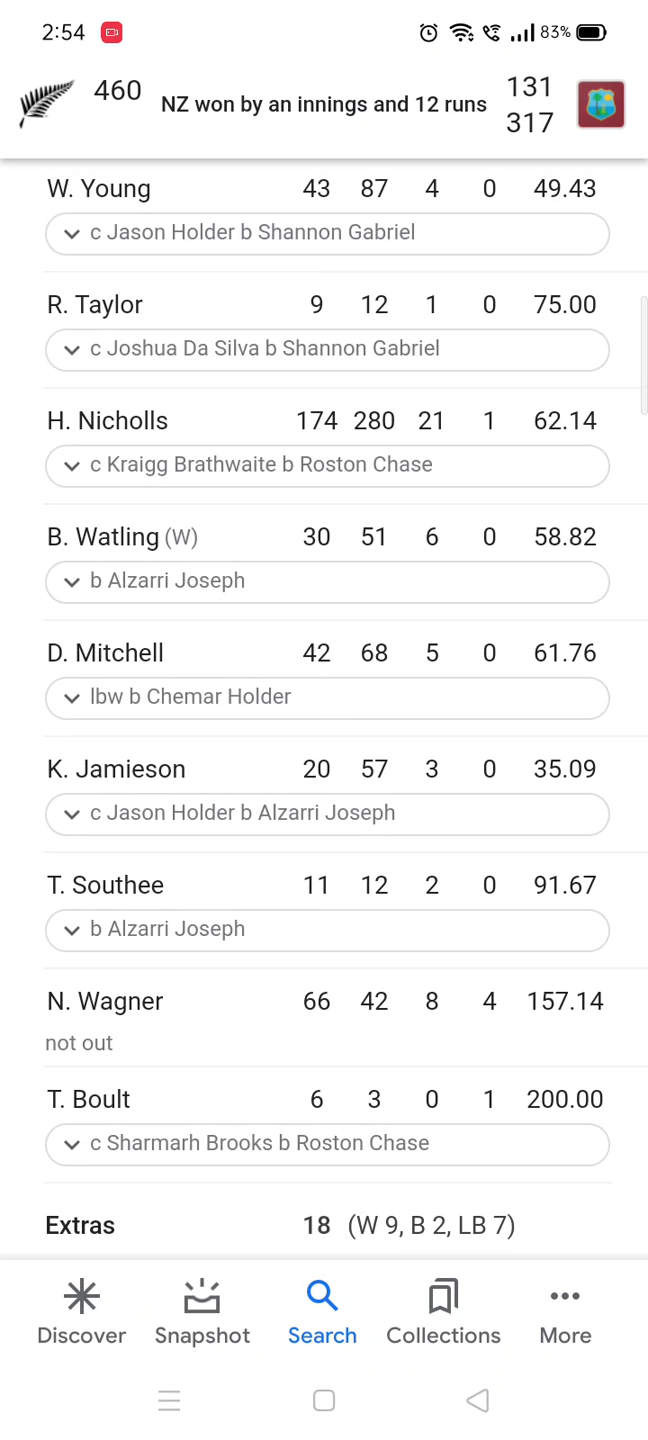 2:54 83%
460 NZ won by an innings and 12 runs 131
317
W. Young 43 87 4 0 49.43
c Jason Holder b Shannon Gabriel
R. Taylor 9 12 1 0 75.00
c Joshua Da Silva b Shannon Gabriel
H. Nicholls 174 280 21 1 62.14
c Kraigg Brathwaite b Roston Chase
B. Watling (W) 30 51 6 0 58.82
b Alzarri Joseph
D. Mitchell 42 68 5 0 61.76
lbw b Chemar Holder
K. Jamieson 20 57 3 0 35.09
c Jason Holder b Alzarri Joseph
T. Southee 11 12 2 0 91.67
b Alzarri Joseph
N. Wagner 66 42 8 4 157.14
not out
T. Boult 6 3 0 1 200.00
c Sharmarh Brooks b Roston Chase
Extras 18 (W 9, B 2, LB 7)
Discover Snapshot Search Collections More